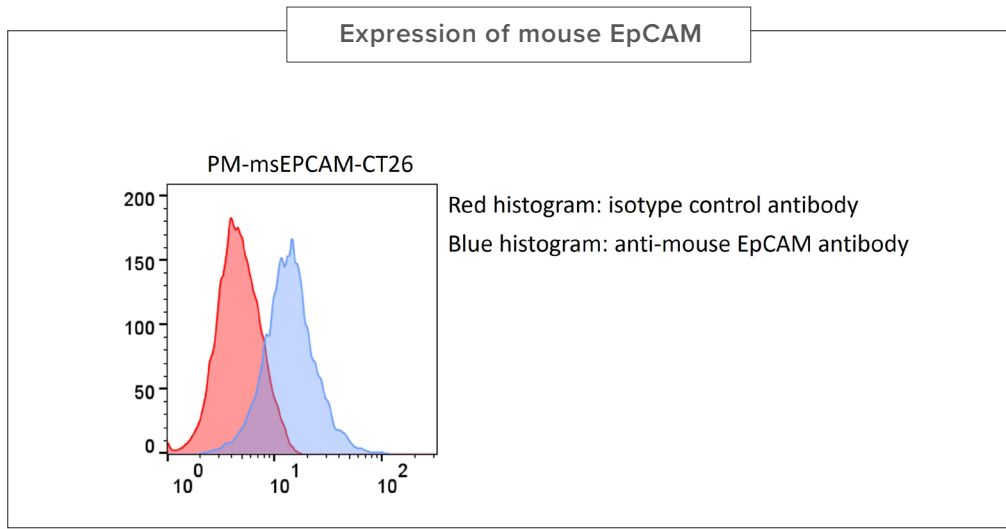 Expression of mouse EpCAM
PM-msEPCAM-CT26
Red histogram: isotype control antibody
Blue histogram: anti-mouse EpCAM antibody
200
150
100
50
0
10^0
10^1
10^2